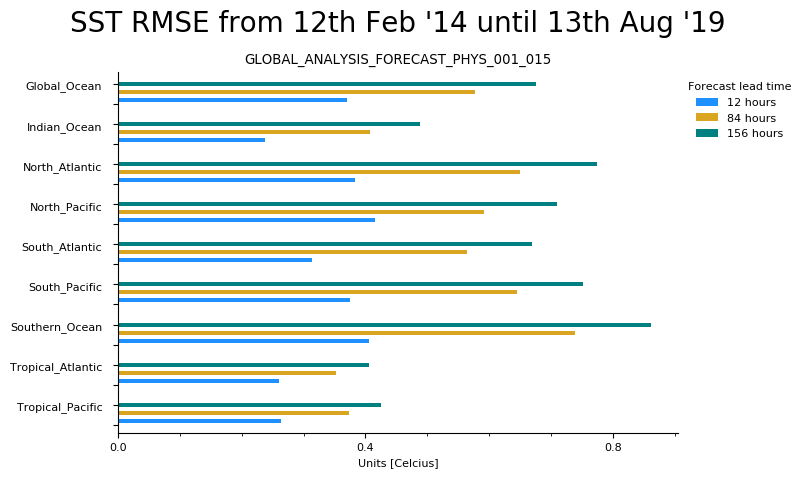 SST RMSE from 12th Feb '14 until 13th Aug '19
GLOBAL_ANALYSIS_FORECAST_PHYS_001_015
Forecast lead time
12 hours
84 hours
156 hours
Global_Ocean
Indian_Ocean
North_Atlantic
North_Pacific
South_Atlantic
South_Pacific
Southern_Ocean
Tropical_Atlantic
Tropical_Pacific
0.0 0.4 0.8
Units [Celcius]